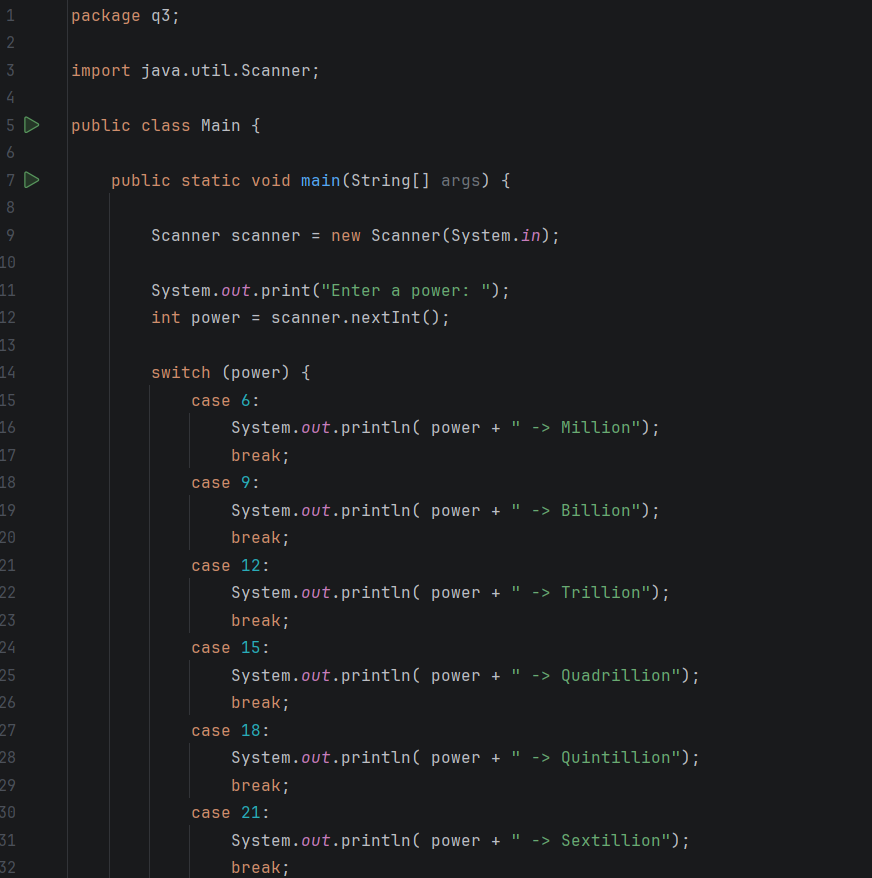 1 package q3;
2
3 import java.util.Scanner;
4
5 public class Main {
6
7     public static void main(String[] args) {
8
9         Scanner scanner = new Scanner(System.in);
10
11         System.out.print("Enter a power: ");
12         int power = scanner.nextInt();
13
14         switch (power) {
15             case 6:
16                 System.out.println( power + " -> Million");
17                 break;
18             case 9:
19                 System.out.println( power + " -> Billion");
20                 break;
21             case 12:
22                 System.out.println( power + " -> Trillion");
23                 break;
24             case 15:
25                 System.out.println( power + " -> Quadrillion");
26                 break;
27             case 18:
28                 System.out.println( power + " -> Quintillion");
29                 break;
30             case 21:
31                 System.out.println( power + " -> Sextillion");
32                 break;